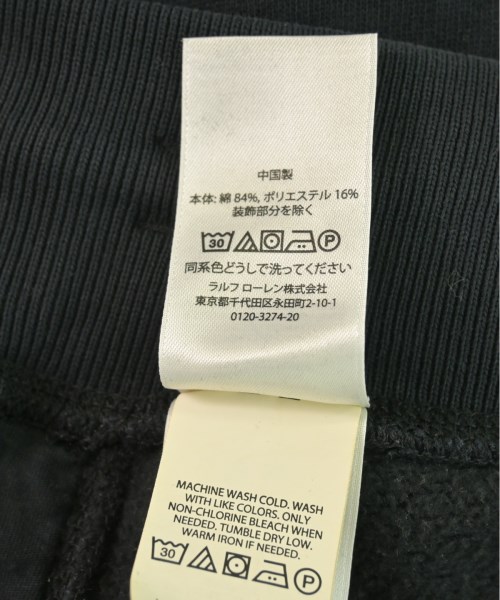 中国製
本体: 綿 84%, ポリエステル 16%
装飾部分を除く
30 P
同系色どうしで洗ってください
ラルフ ローレン株式会社
東京都千代田区永田町2-10-1
0120-3274-20
MACHINE WASH COLD. WASH
WITH LIKE COLORS. ONLY
NON-CHLORINE BLEACH WHEN
NEEDED. TUMBLE DRY LOW.
WARM IRON IF NEEDED.
30 P